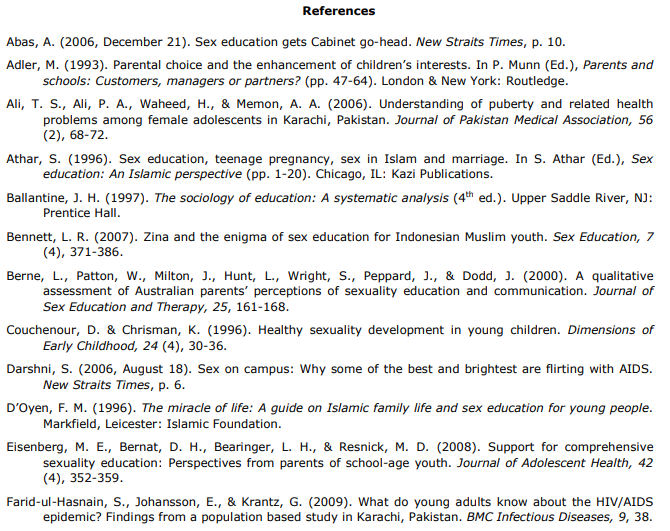 References
Abas, A. (2006, December 21). Sex education gets Cabinet go-head. New Straits Times, p. 10.
Adler, M. (1993). Parental choice and the enhancement of children's interests. In P. Munn (Ed.), Parents and
schools: Customers, managers or partners? (pp. 47-64). London & New York: Routledge.
Ali, T. S., Ali, P. A., Waheed, H., & Memon, A. A. (2006). Understanding of puberty and related health
problems among female adolescents in Karachi, Pakistan. Journal of Pakistan Medical Association, 56
(2), 68-72.
Athar, S. (1996). Sex education, teenage pregnancy, sex in Islam and marriage. In S. Athar (Ed.), Sex
education: An Islamic perspective (pp. 1-20). Chicago, IL: Kazi Publications.
Ballantine, J. H. (1997). The sociology of education: A systematic analysis (4th ed.). Upper Saddle River, NJ:
Prentice Hall.
Bennett, L. R. (2007). Zina and the enigma of sex education for Indonesian Muslim youth. Sex Education, 7
(4), 371-386.
Berne, L., Patton, W., Milton, J., Hunt, L., Wright, S., Peppard, J., & Dodd, J. (2000). A qualitative
assessment of Australian parents' perceptions of sexuality education and communication. Journal of
Sex Education and Therapy, 25, 161-168.
Couchenour, D. & Chrisman, K. (1996). Healthy sexuality development in young children. Dimensions of
Early Childhood, 24 (4), 30-36.
Darshni, S. (2006, August 18). Sex on campus: Why some of the best and brightest are flirting with AIDS.
New Straits Times, p. 6.
D'Oyen, F. M. (1996). The miracle of life: A guide on Islamic family life and sex education for young people.
Markfield, Leicester: Islamic Foundation.
Eisenberg, M. E., Bernat, D. H., Bearinger, L. H., & Resnick, M. D. (2008). Support for comprehensive
sexuality education: Perspectives from parents of school-age youth. Journal of Adolescent Health, 42
(4), 352-359.
Farid-ul-Hasnain, S., Johansson, E., & Krantz, G. (2009). What do young adults know about the HIV/AIDS
epidemic? Findings from a population based study in Karachi, Pakistan. BMC Infectious Diseases, 9, 38.